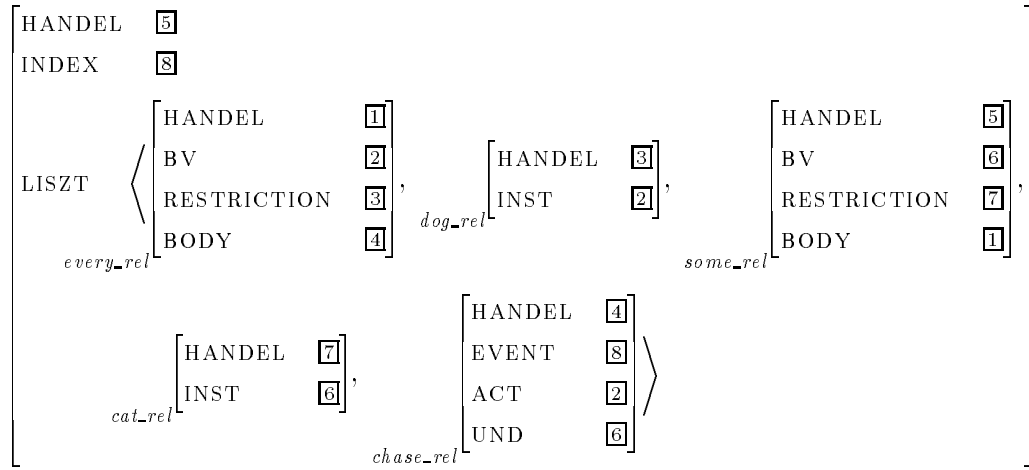 HANDEL 5
INDEX 8
LISZT ⟨ every_rel [HANDEL 1
BV 2
RESTRICTION 3
BODY 4],
dog_rel [HANDEL 3
INST 2],
some_rel [HANDEL 5
BV 6
RESTRICTION 7
BODY 1],
cat_rel [HANDEL 7
INST 6],
chase_rel [HANDEL 4
EVENT 8
ACT 2
UND 6] ⟩